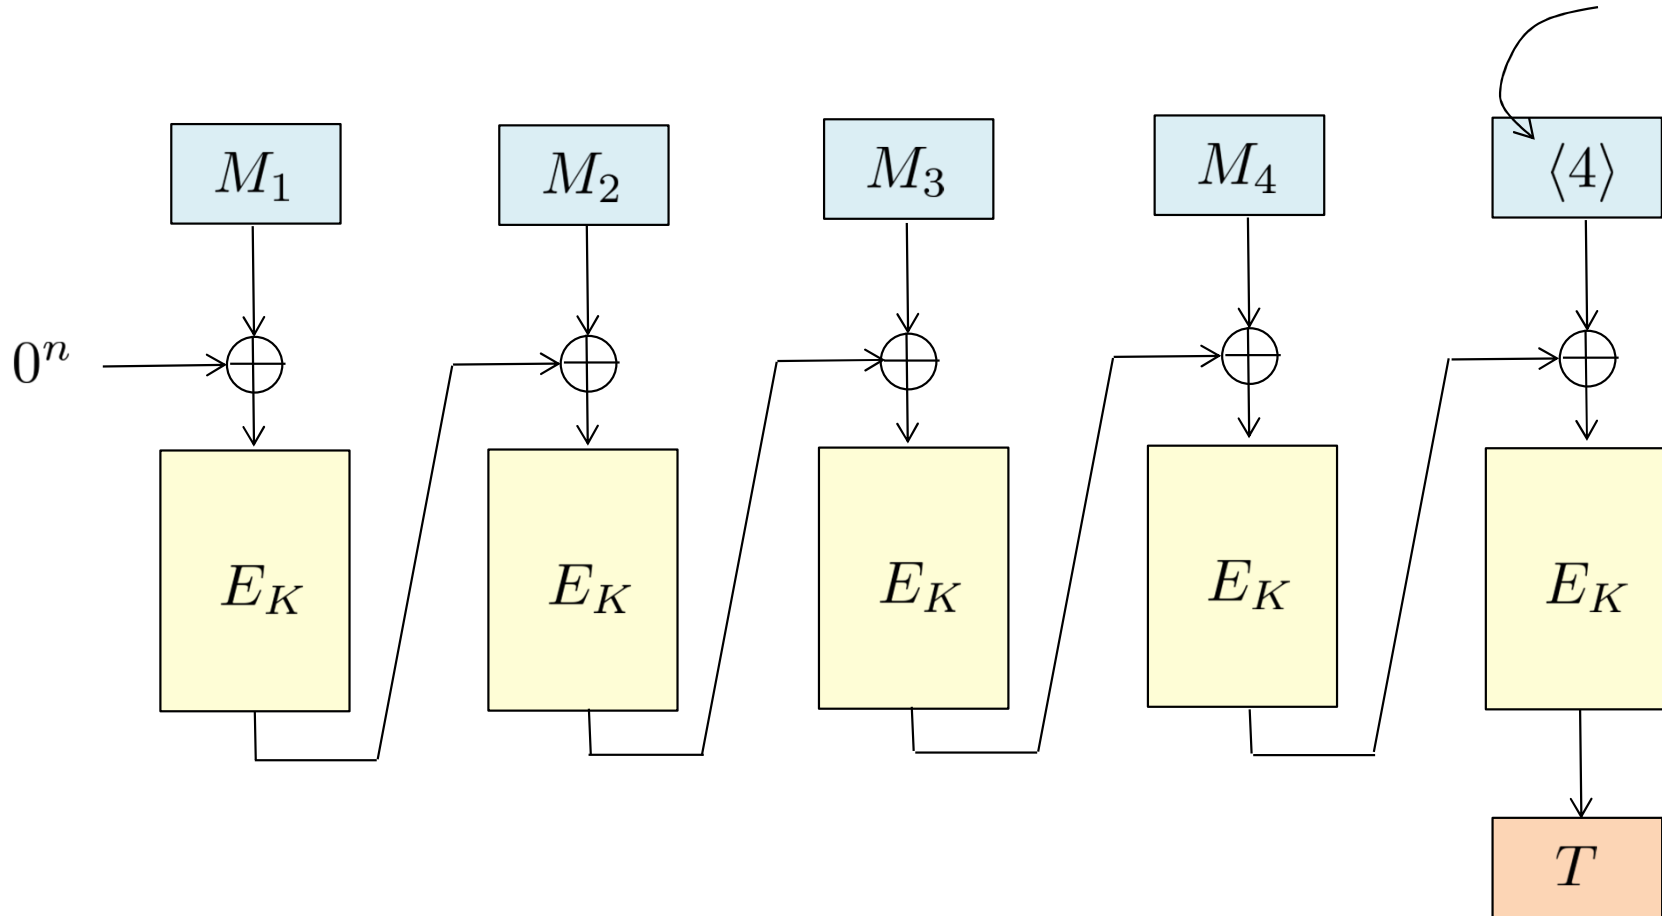 M₁ M₂ M₃ M₄ ⟨4⟩
0ⁿ
E_K E_K E_K E_K E_K
T